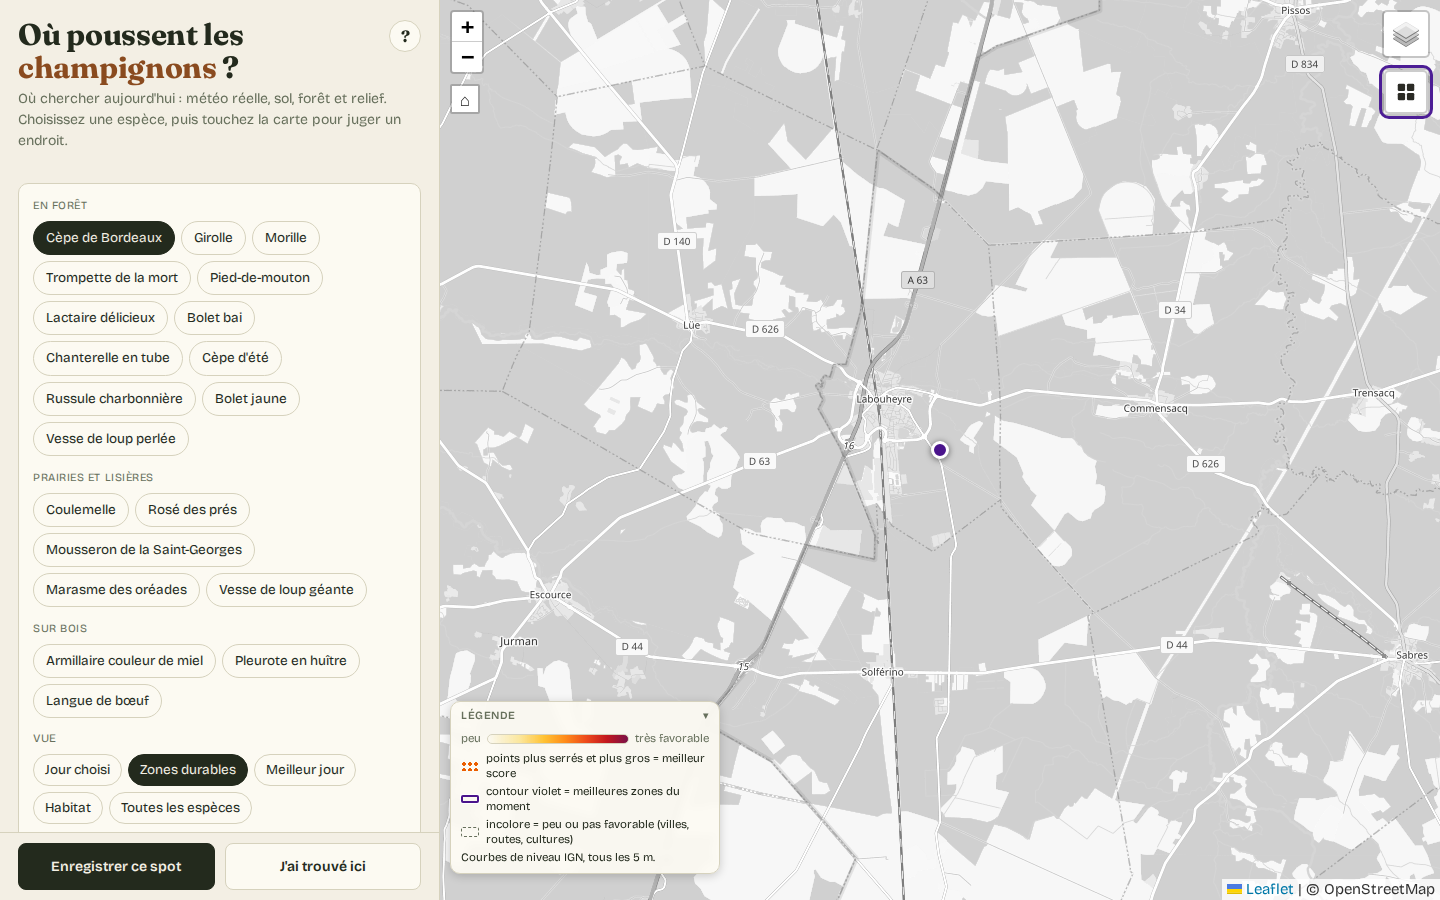 Où poussent les
champignons ?
?
Où chercher aujourd'hui : météo réelle, sol, forêt et relief.
Choisissez une espèce, puis touchez la carte pour juger un
endroit.
EN FORÊT
Cèpe de Bordeaux
Girolle
Morille
Trompette de la mort
Pied-de-mouton
Lactaire délicieux
Bolet bai
Chanterelle en tube
Cèpe d'été
Russule charbonnière
Bolet jaune
Vesse de loup perlée
PRAIRIES ET LISIÈRES
Coulemelle
Rosé des prés
Mousseron de la Saint-Georges
Marasme des oréades
Vesse de loup géante
SUR BOIS
Armillaire couleur de miel
Pleurote en huître
Langue de bœuf
VUE
Jour choisi
Zones durables
Meilleur jour
Habitat
Toutes les espèces
Enregistrer ce spot
J'ai trouvé ici
+
−
⌂
Pissos
D 834
D 140
A 63
D 34
Lüe
D 626
Labouheyre
Commensacq
Trensacq
16
D 63
D 626
Escource
Jurman
D 44
15
Solférino
D 44
Sabres
LÉGENDE ▾
peu
très favorable
points plus serrés et plus gros = meilleur
score
contour violet = meilleures zones du
moment
incolore = peu ou pas favorable (villes,
routes, cultures)
Courbes de niveau IGN, tous les 5 m.
Leaflet | © OpenStreetMap